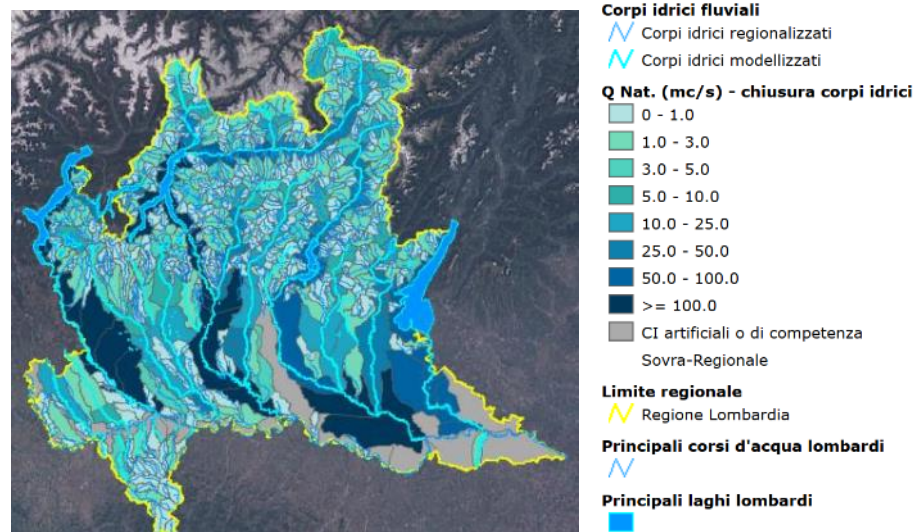 Corpi idrici fluviali
Corpi idrici regionalizzati
Corpi idrici modellizzati
Q Nat. (mc/s) - chiusura corpi idrici
0 - 1.0
1.0 - 3.0
3.0 - 5.0
5.0 - 10.0
10.0 - 25.0
25.0 - 50.0
50.0 - 100.0
>= 100.0
CI artificiali o di competenza
Sovra-Regionale
Limite regionale
Regione Lombardia
Principali corsi d'acqua lombardi
Principali laghi lombardi